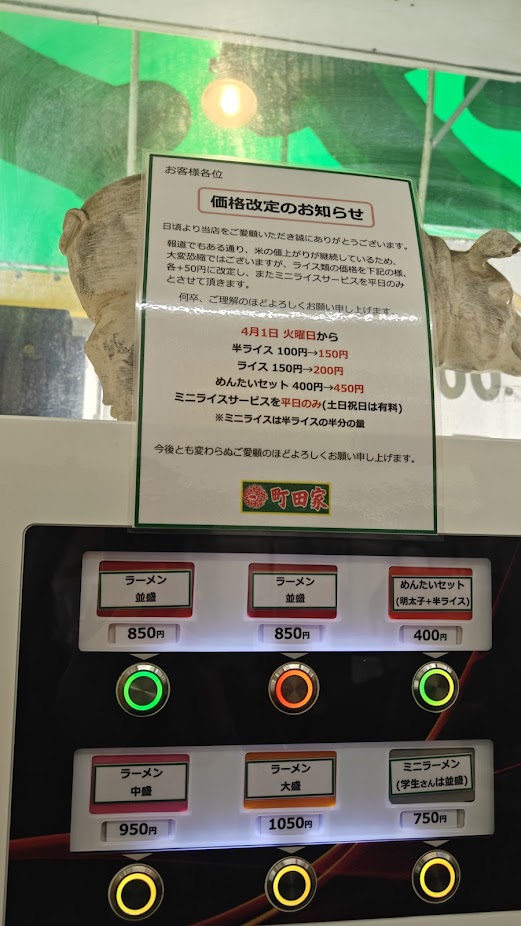 お客様各位
価格改定のお知らせ
日頃より当店をご愛顧いただき誠にありがとうございます。
報道でもある通り、米の値上がりが継続しているため、
大変恐縮ではございますが、ライス類の価格を下記の様、
各+50円に改定し、またミニライスサービスを平日のみ
とさせて頂きます。
何卒、ご理解のほどよろしくお願い申し上げます
4月1日 火曜日から
半ライス 100円→150円
ライス 150円→200円
めんたいセット 400円→450円
ミニライスサービスを平日のみ(土日祝日は有料)
※ミニライスは半ライスの半分の量
今後とも変わらぬご愛顧のほどよろしくお願い申し上げます。
町田家
ラーメン
並盛
850円
ラーメン
並盛
850円
めんたいセット
(明太子+半ライス)
400円
ラーメン
中盛
950円
ラーメン
大盛
1050円
ミニラーメン
(学生さんは並盛)
750円